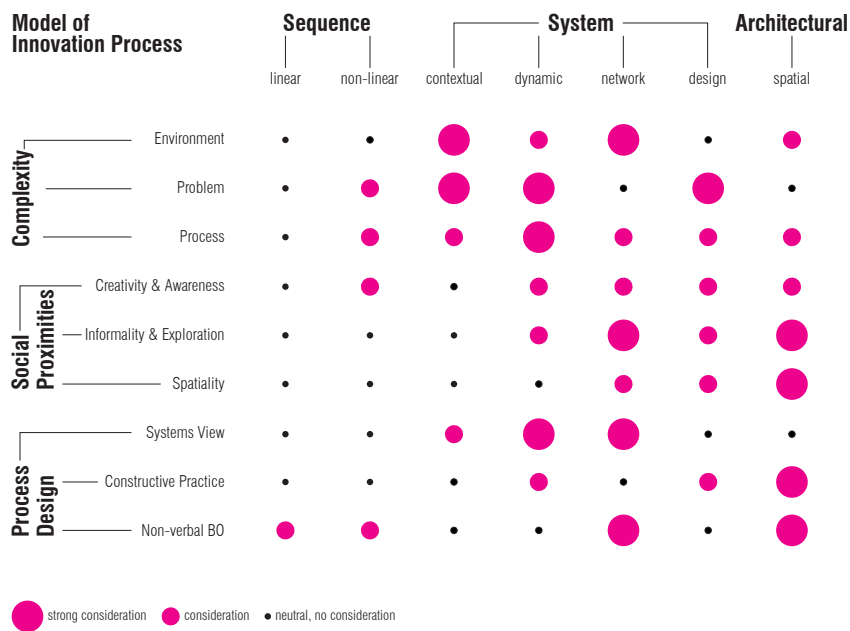 Model of
Innovation Process
Sequence
System
Architectural
linear
non-linear
contextual
dynamic
network
design
spatial
Complexity
Environment
Problem
Process
Social
Proximities
Creativity & Awareness
Informality & Exploration
Spatiality
Process
Design
Systems View
Constructive Practice
Non-verbal BO
strong consideration
consideration
neutral, no consideration